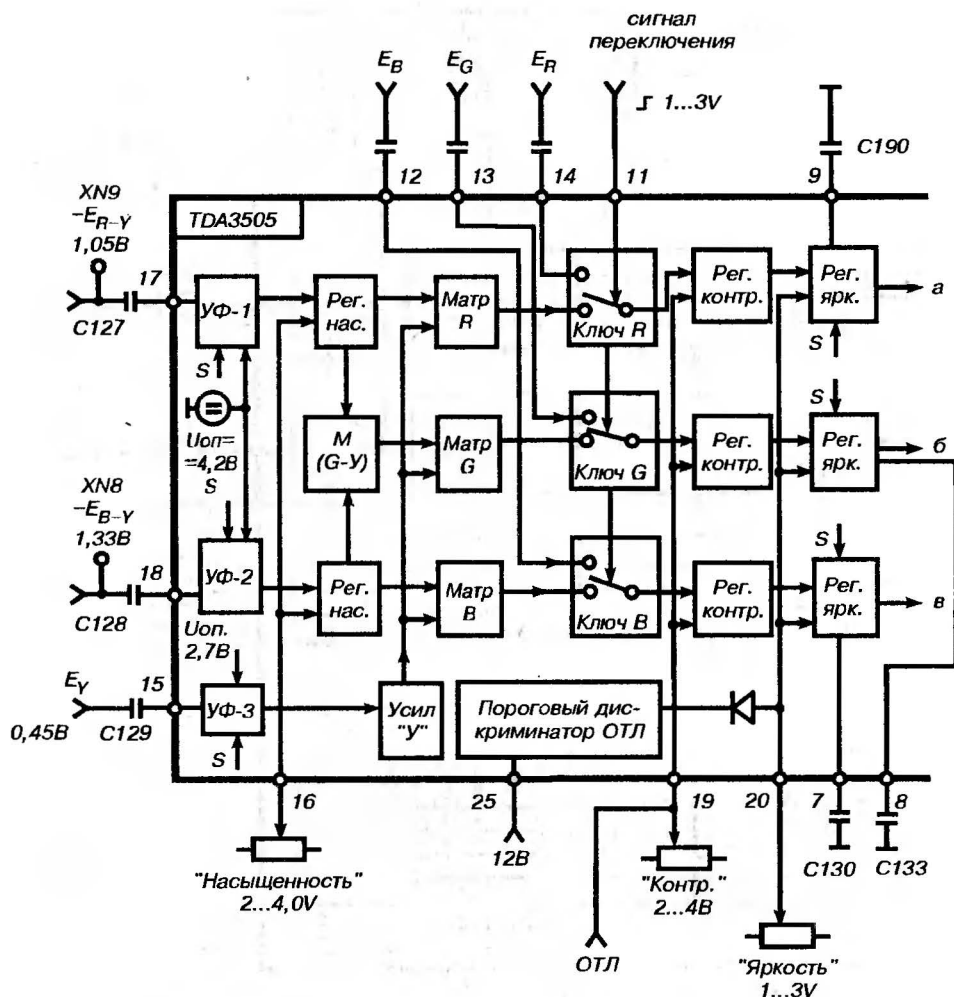 сигнал
переключения
E_B
E_G
E_R
1...3V
C190
12
13
14
11
9
XN9
–E_R–Y
1,05В
TDA3505
17
C127
УФ-1
Рег.
нас.
Матр
R
Ключ R
Рег.
контр.
Рег.
ярк.
а
S
S
S
Uоп=
=4,2В
S
М
(G-У)
Матр
G
Ключ G
Рег.
контр.
Рег.
ярк.
б
XN8
–E_B–Y
1,33В
S
18
C128
УФ-2
Рег.
нас.
Матр
В
Ключ В
Рег.
контр.
Рег.
ярк.
в
Uоп.
2,7В
E_Y
15
0,45В
C129
УФ-3
S
Усил
"У"
Пороговый дис-
криминатор ОТЛ
16
25
19
20
7
8
12В
C130
C133
"Насыщенность"
2...4,0V
"Контр."
2...4В
ОТЛ
"Яркость"
1...3V